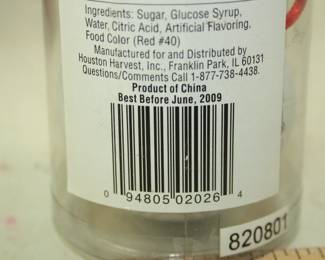 Ingredients: Sugar, Glucose Syrup,
Water, Citric Acid, Artificial Flavoring,
Food Color (Red #40)
Manufactured for and Distributed by
Houston Harvest, Inc., Franklin Park, IL 60131
Questions/Comments Call 1-877-738-4438.
Product of China
Best Before June, 2009
0 94805 02026 4
820801